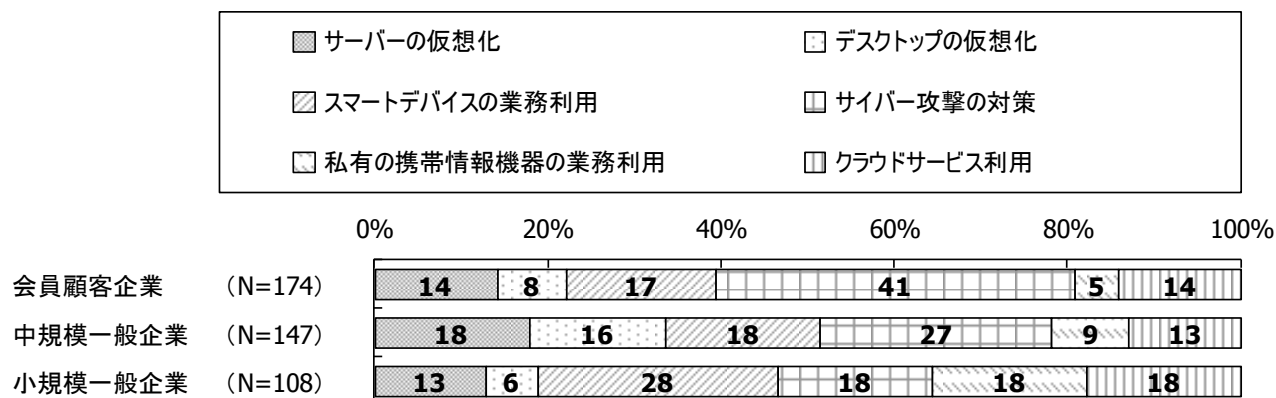 サーバーの仮想化 デスクトップの仮想化
スマートデバイスの業務利用 サイバー攻撃の対策
私有の携帯情報機器の業務利用 クラウドサービス利用
0% 20% 40% 60% 80% 100%
会員顧客企業 (N=174) 14 8 17 41 5 14
中規模一般企業 (N=147) 18 16 18 27 9 13
小規模一般企業 (N=108) 13 6 28 18 18 18